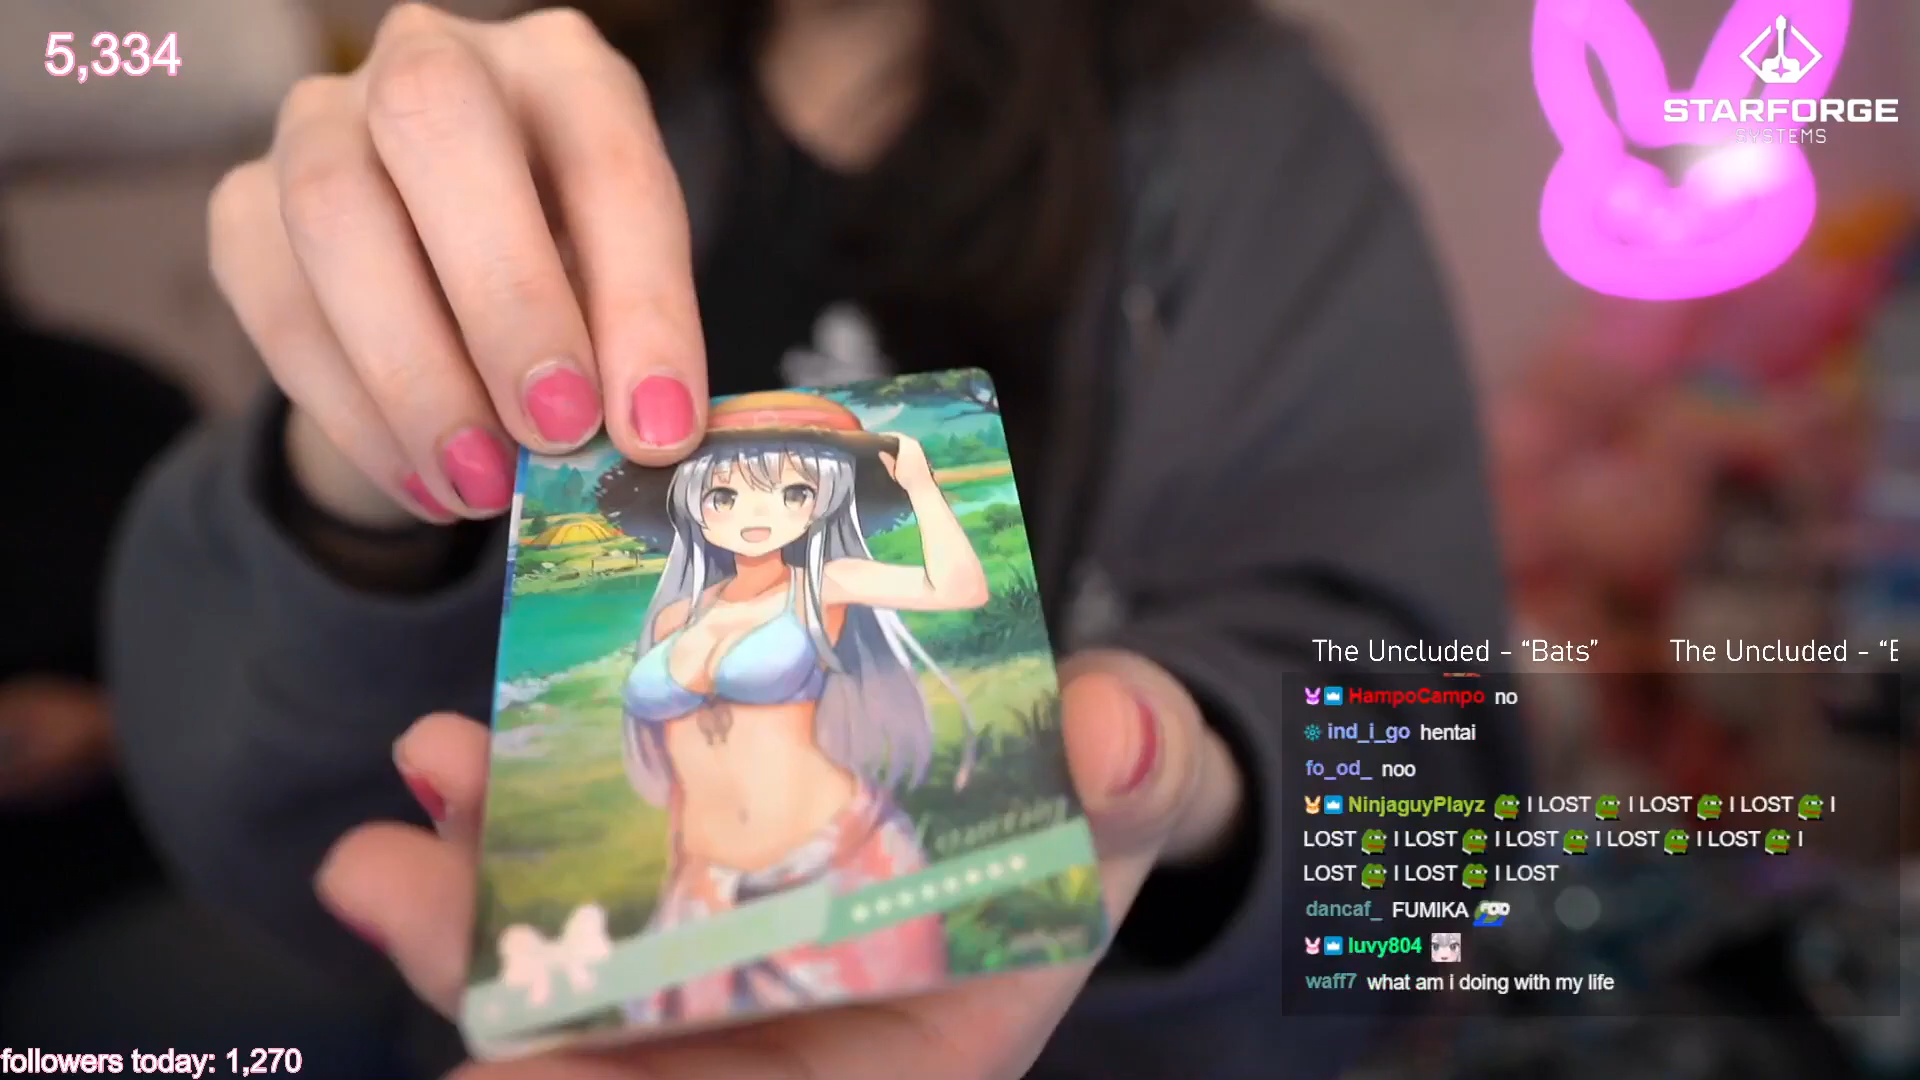 5,334
STARFORGE
SYSTEMS
The Uncluded - “Bats” The Uncluded - “E
HampoCampo no
ind_i_go hentai
fo_od_ noo
NinjaguyPlayz I LOST I LOST I LOST I
LOST I LOST I LOST I LOST I LOST I
LOST I LOST I LOST
dancaf_ FUMIKA
luvy804
waff7 what am i doing with my life
followers today: 1,270